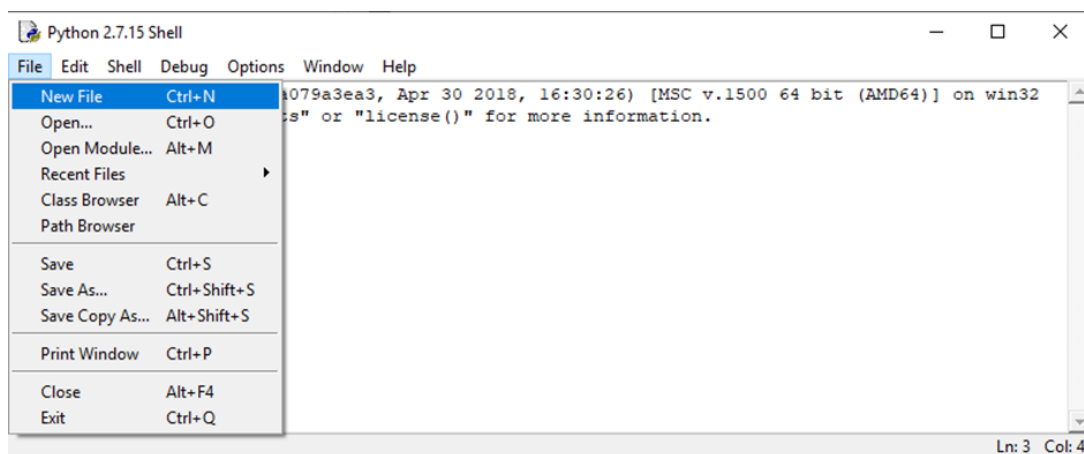 Python 2.7.15 Shell
File Edit Shell Debug Options Window Help
New File Ctrl+N
079a3ea3, Apr 30 2018, 16:30:26) [MSC v.1500 64 bit (AMD64)] on win32
Open... Ctrl+O
s" or "license()" for more information.
Open Module... Alt+M
Recent Files
Class Browser Alt+C
Path Browser
Save Ctrl+S
Save As... Ctrl+Shift+S
Save Copy As... Alt+Shift+S
Print Window Ctrl+P
Close Alt+F4
Exit Ctrl+Q
Ln: 3 Col: 4